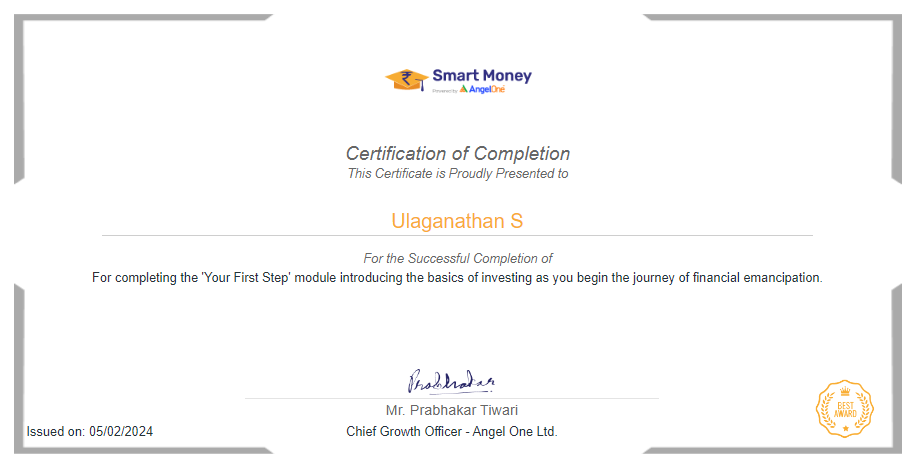 Smart Money
Powered by AngelOne
Certification of Completion
This Certificate is Proudly Presented to
Ulaganathan S
For the Successful Completion of
For completing the 'Your First Step' module introducing the basics of investing as you begin the journey of financial emancipation.
Prabhakar
Mr. Prabhakar Tiwari
Issued on: 05/02/2024
Chief Growth Officer - Angel One Ltd.
BEST
AWARD